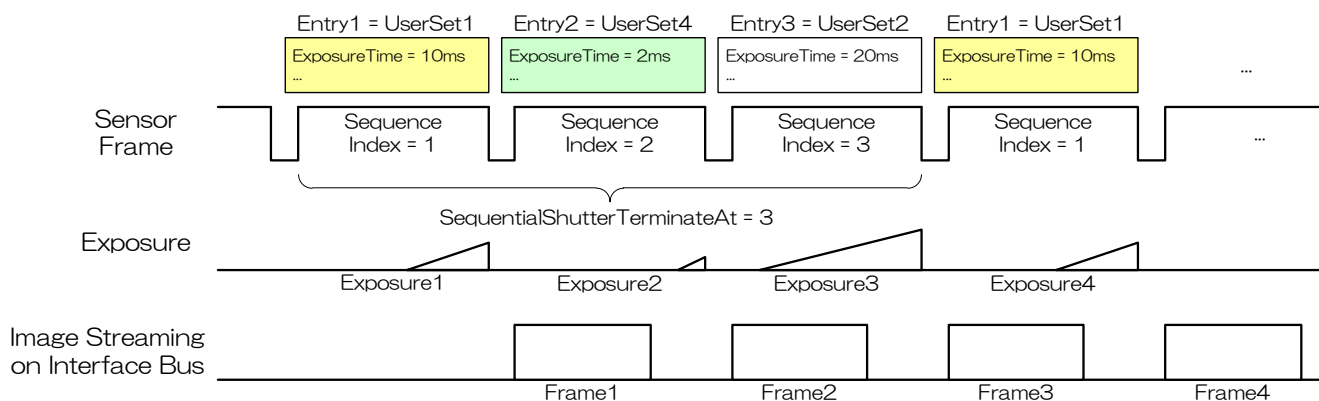 Entry1 = UserSet1
Entry2 = UserSet4
Entry3 = UserSet2
Entry1 = UserSet1
ExposureTime = 10ms
...
ExposureTime = 2ms
...
ExposureTime = 20ms
...
ExposureTime = 10ms
...
...
Sensor
Frame
Sequence
Index = 1
Sequence
Index = 2
Sequence
Index = 3
Sequence
Index = 1
...
SequentialShutterTerminateAt = 3
Exposure
Exposure1
Exposure2
Exposure3
Exposure4
Image Streaming
on Interface Bus
Frame1
Frame2
Frame3
Frame4